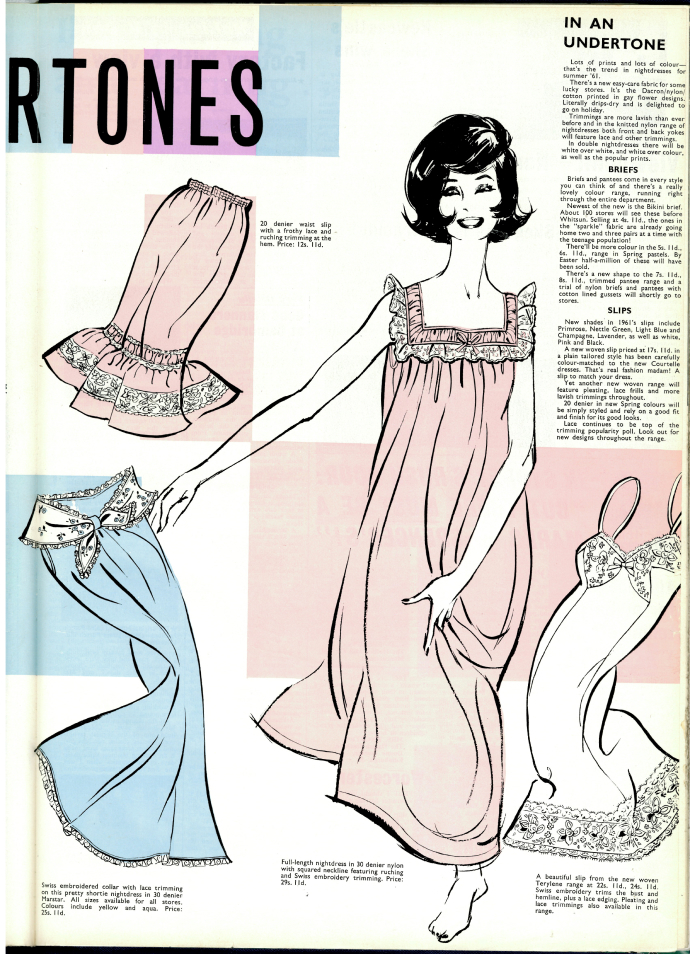 RTONES
20 denier waist slip
with a frothy lace and
ruching trimming at the
hem. Price: 12s. 11d.
IN AN
UNDERTONE
Lots of prints and lots of colour—
that's the trend in nightdresses for
summer '61.
There's a new easy-care fabric for some
lucky stores. It's the Dacron/nylon/
cotton printed in gay flower designs.
Literally drips-dry and is delighted to
go on holiday.
Trimmings are more lavish than ever
before and in the knitted nylon range of
nightdresses both front and back yokes
will feature lace and other trimmings.
In double nightdresses there will be
white over white, and white over colour,
as well as the popular prints.
BRIEFS
Briefs and pantees come in every style
you can think of and there's a really
lovely colour range, running right
through the entire department.
Newest of the new is the Bikini brief.
About 100 stores will see these before
Whitsun. Selling at 4s. 11d., the ones in
the "sparkle" fabric are already going
home two and three pairs at a time with
the teenage population!
There'll be more colour in the 5s. 11d.,
6s. 11d., range in Spring pastels. By
Easter half-a-million of these will have
been sold.
There's a new shape to the 7s. 11d.,
8s. 11d., trimmed pantee range and a
trial of nylon briefs and pantees with
cotton lined gussets will shortly go to
stores.
SLIPS
New shades in 1961's slips include
Primrose, Nettle Green, Light Blue and
Champagne, Lavender, as well as white,
Pink and Black.
A new woven slip priced at 17s. 11d. in
a plain tailored style has been carefully
colour-matched to the new Courtelle
dresses. That's real fashion madam! A
slip to match your dress.
Yet another new woven range will
feature pleating, lace frills and more
lavish trimmings throughout.
20 denier in new Spring colours will
be simply styled and rely on a good fit
and finish for its good looks.
Lace continues to be top of the
trimming popularity poll. Look out for
new designs throughout the range.
Swiss embroidered collar with lace trimming
on this pretty shortie nightdress in 30 denier
Harstar. All sizes available for all stores.
Colours include yellow and aqua. Price:
25s. 11d.
Full-length nightdress in 30 denier nylon
with squared neckline featuring ruching
and Swiss embroidery trimming. Price:
29s. 11d.
A beautiful slip from the new woven
Terylene range at 22s. 11d., 24s. 11d.
Swiss embroidery trims the bust and
hemline, plus a lace edging. Pleating and
lace trimmings also available in this
range.